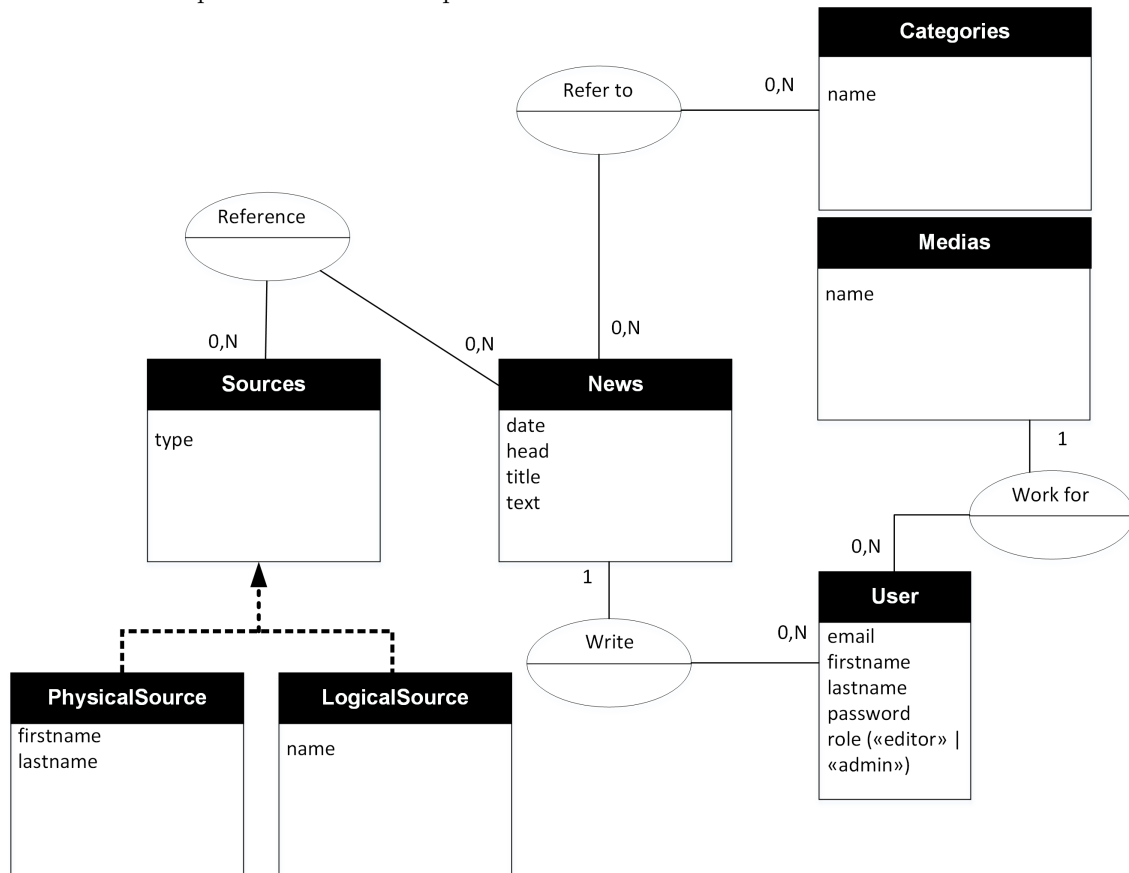 Categories
name
Refer to
0,N
0,N
Medias
name
Reference
0,N
0,N
Sources
type
News
date
head
title
text
1
Work for
0,N
1
Write
0,N
User
email
firstname
lastname
password
role («editor» |
«admin»)
PhysicalSource
firstname
lastname
LogicalSource
name